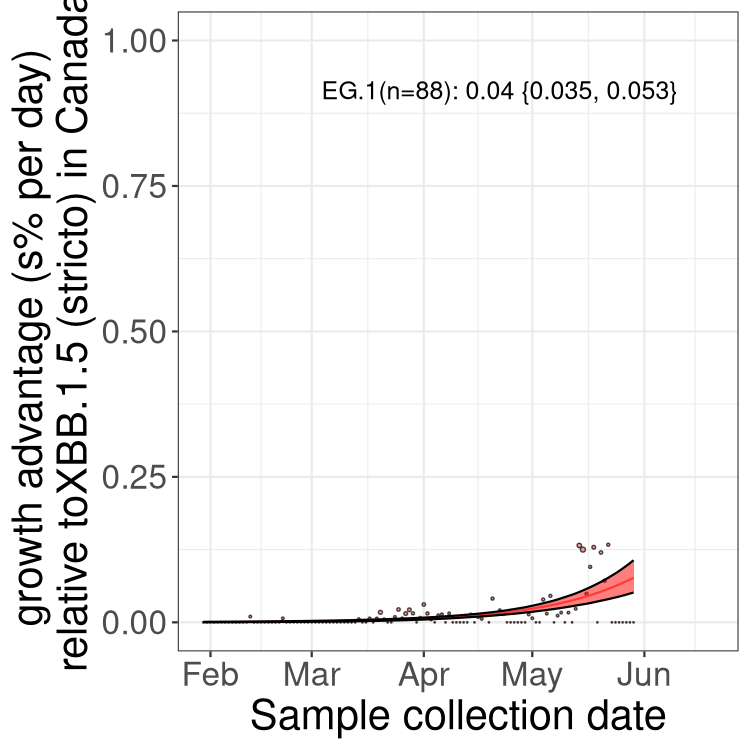 growth advantage (s% per day)
relative toXBB.1.5 (stricto) in Canada
1.00
0.75
0.50
0.25
0.00
EG.1(n=88): 0.04 {0.035, 0.053}
Feb Mar Apr May Jun
Sample collection date